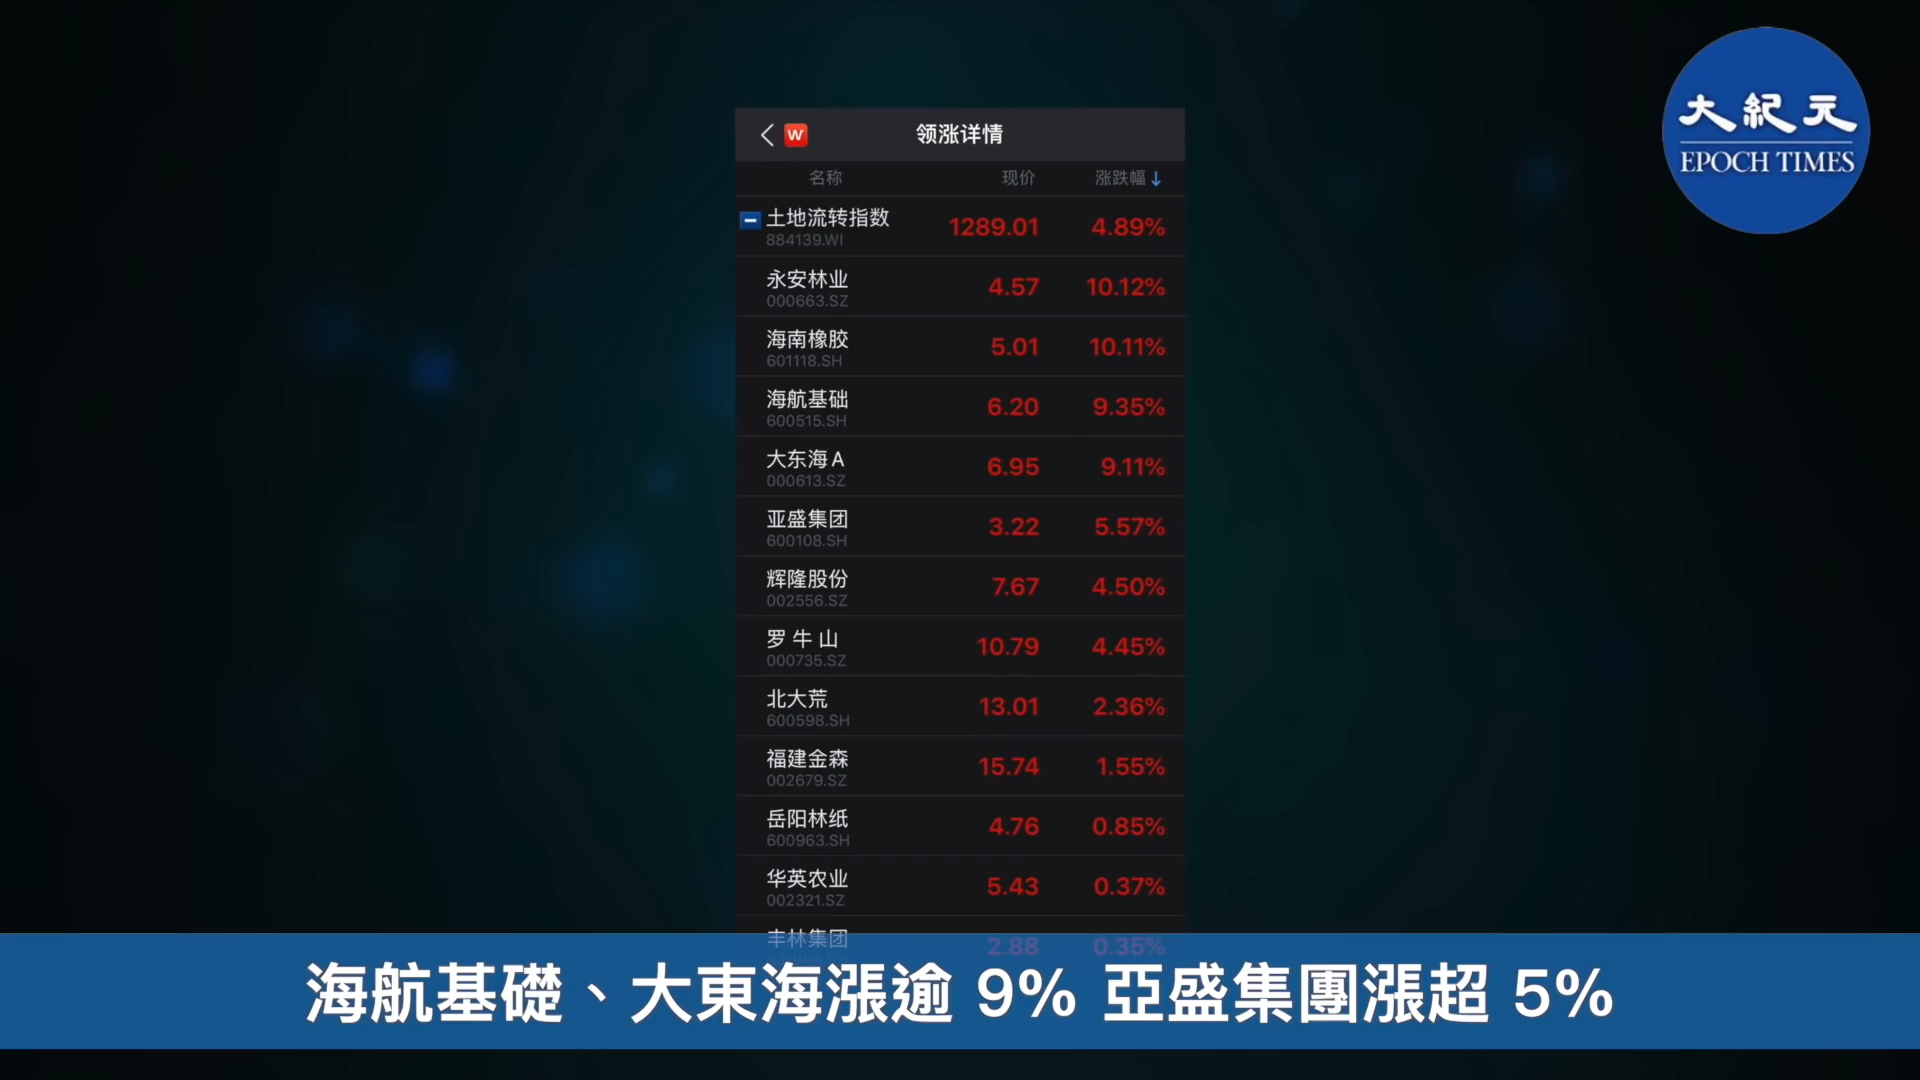 大紀元
EPOCH TIMES
W 领涨详情
名称 现价 涨跌幅↓
土地流转指数 1289.01 4.89%
884139.WI
永安林业 4.57 10.12%
000663.SZ
海南橡胶 5.01 10.11%
601118.SH
海航基础 6.20 9.35%
600515.SH
大东海A 6.95 9.11%
000613.SZ
亚盛集团 3.22 5.57%
600108.SH
辉隆股份 7.67 4.50%
002556.SZ
罗牛山 10.79 4.45%
000735.SZ
北大荒 13.01 2.36%
600598.SH
福建金森 15.74 1.55%
002679.SZ
岳阳林纸 4.76 0.85%
600963.SH
华英农业 5.43 0.37%
002321.SZ
丰林集团 2.88 0.35%
海航基礎、大東海漲逾 9% 亞盛集團漲超 5%